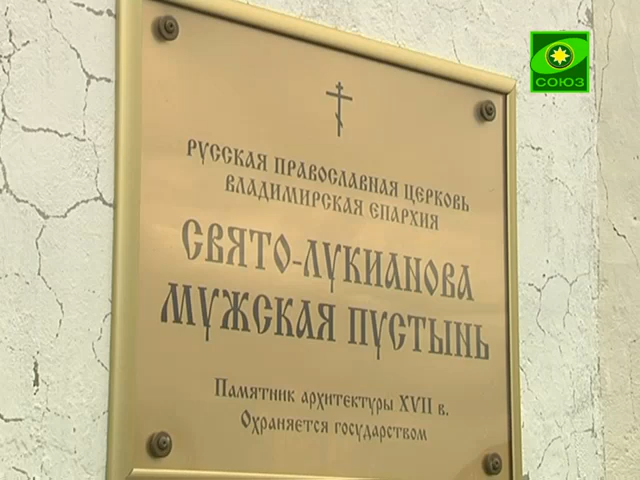 СОЮЗ
РУССКАЯ ПРАВОСЛАВНАЯ ЦЕРКОВЬ
ВЛАДИМИРСКАЯ ЕПАРХИЯ
СВЯТО-ЛУКИАНОВА
МУЖСКАЯ ПУСТЫНЬ
Памятник архитектуры XVII в.
Охраняется государством